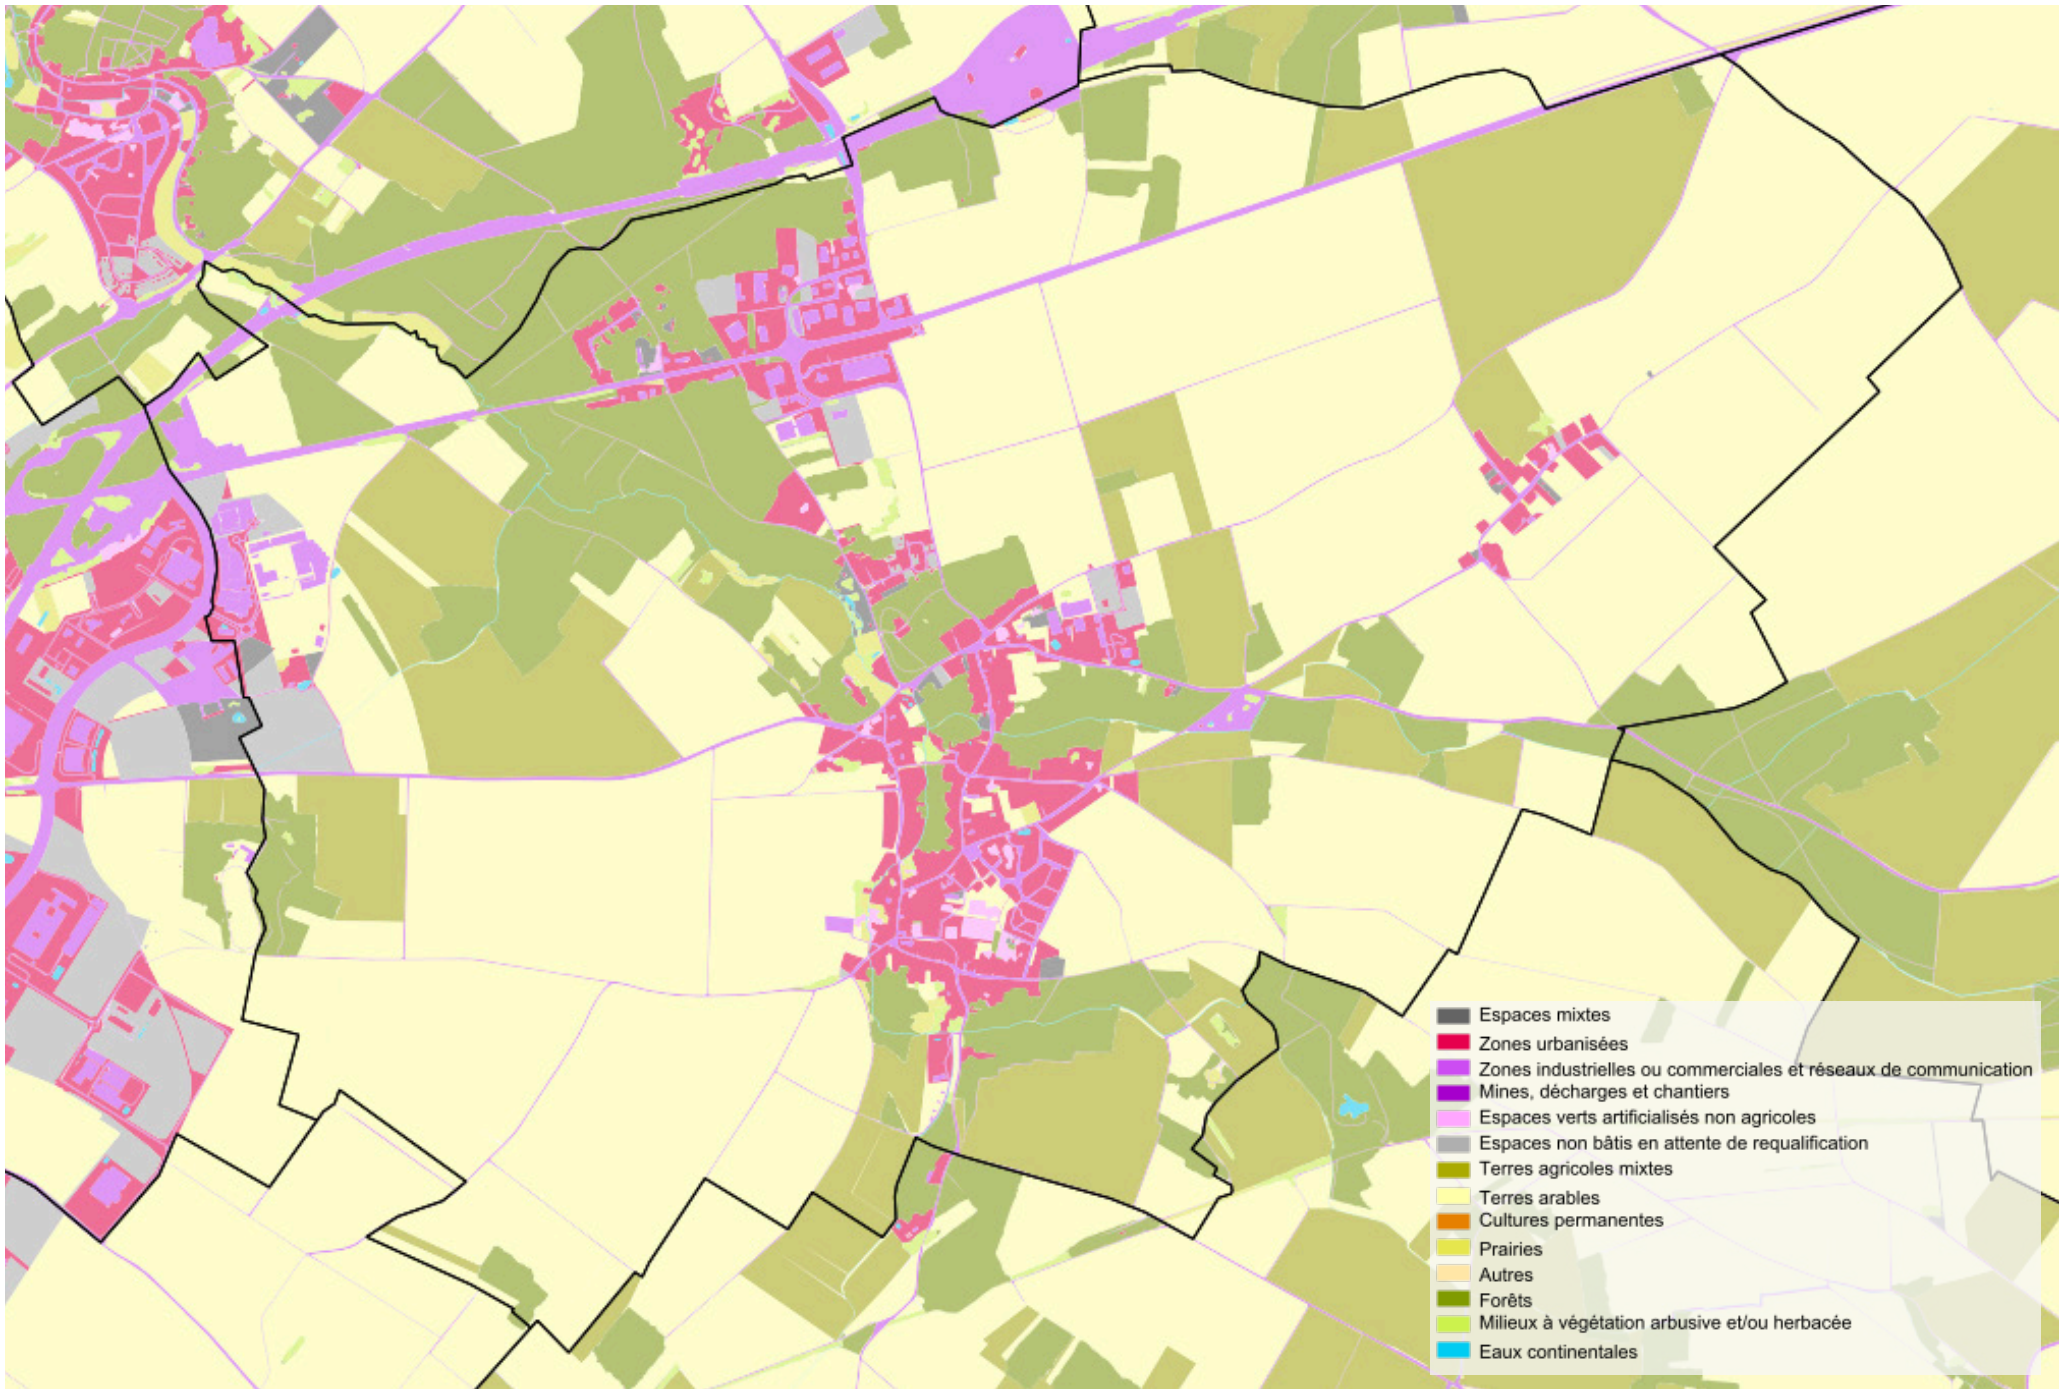 Espaces mixtes
Zones urbanisées
Zones industrielles ou commerciales et réseaux de communication
Mines, décharges et chantiers
Espaces verts artificialisés non agricoles
Espaces non bâtis en attente de requalification
Terres agricoles mixtes
Terres arables
Cultures permanentes
Prairies
Autres
Forêts
Milieux à végétation arbusive et/ou herbacée
Eaux continentales